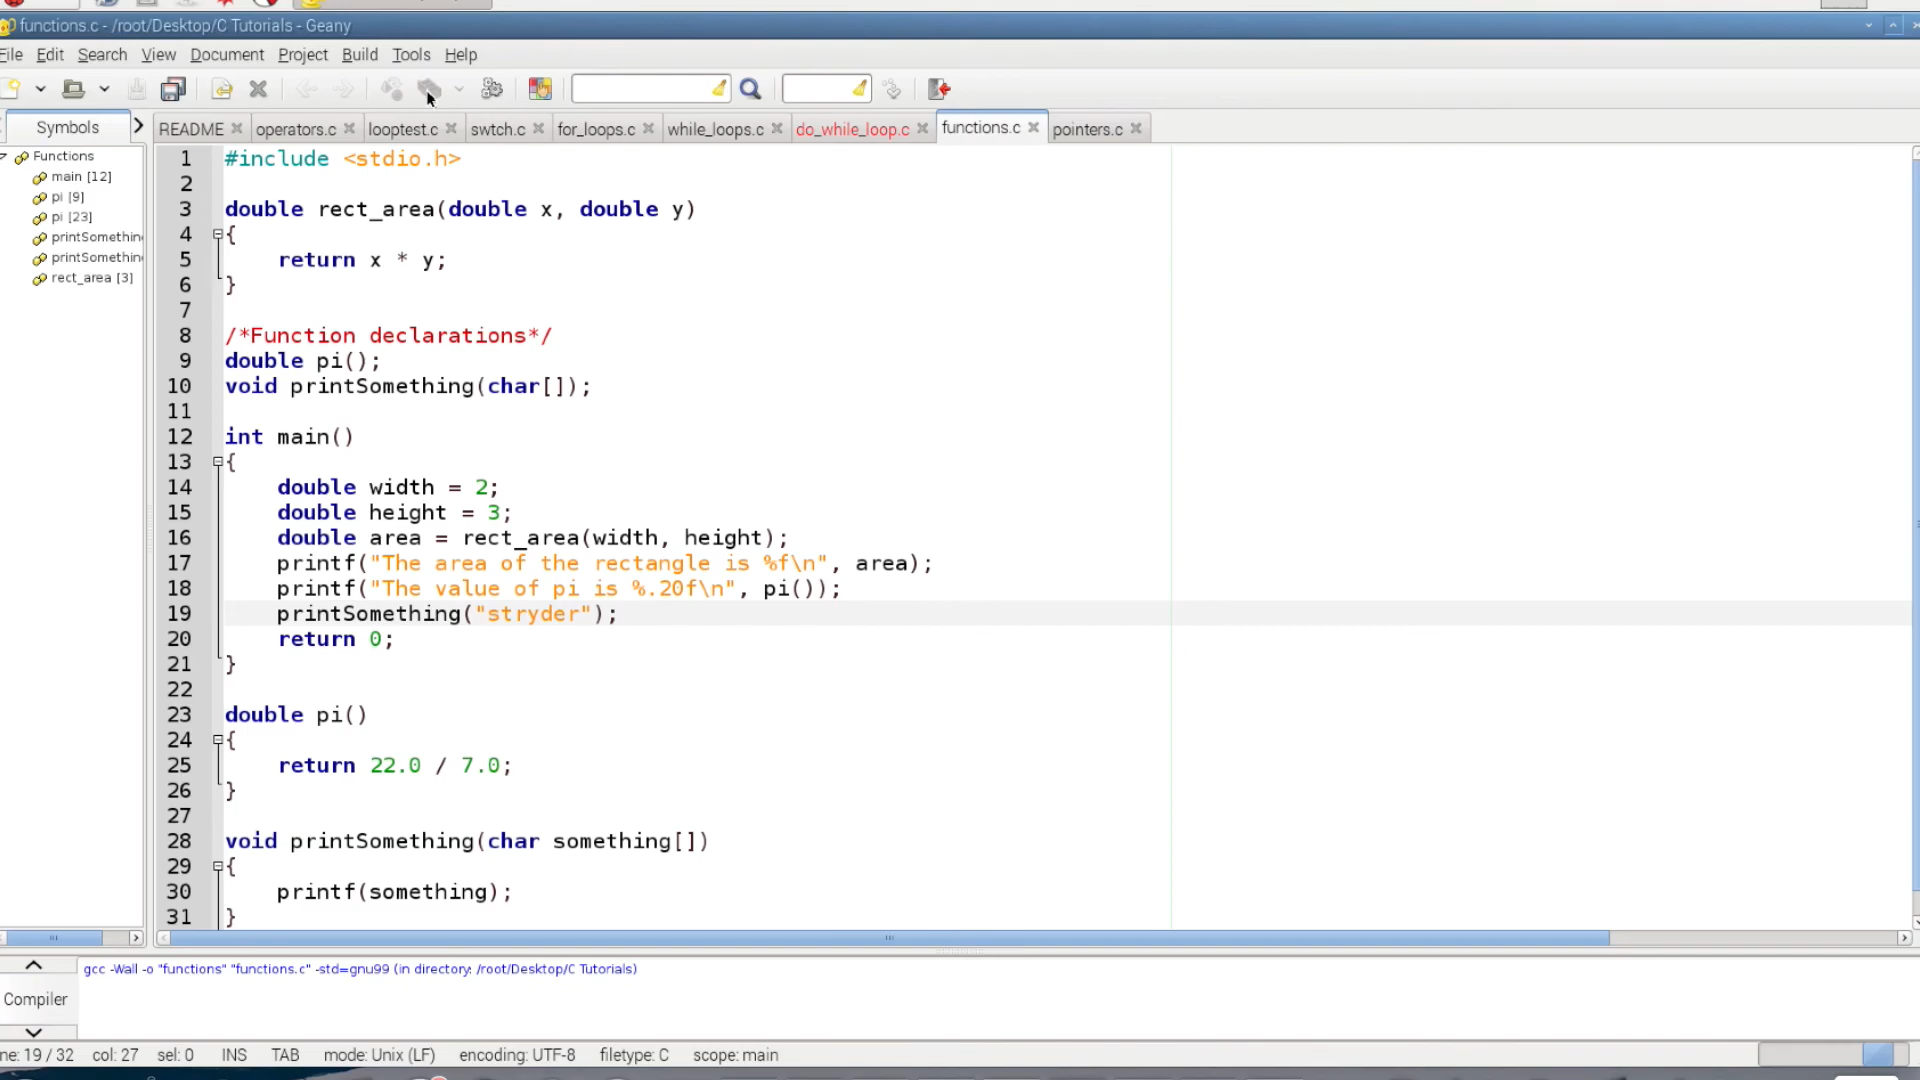 functions.c - /root/Desktop/C Tutorials - Geany
File Edit Search View Document Project Build Tools Help
Symbols README operators.c looptest.c swtch.c for_loops.c while_loops.c do_while_loop.c functions.c pointers.c
Functions
main [12]
pi [9]
pi [23]
printSomethin
printSomethin
rect_area [3]
1 #include <stdio.h>
2
3 double rect_area(double x, double y)
4 {
5 return x * y;
6 }
7
8 /*Function declarations*/
9 double pi();
10 void printSomething(char[]);
11
12 int main()
13 {
14 double width = 2;
15 double height = 3;
16 double area = rect_area(width, height);
17 printf("The area of the rectangle is %f\n", area);
18 printf("The value of pi is %.20f\n", pi());
19 printSomething("stryder");
20 return 0;
21 }
22
23 double pi()
24 {
25 return 22.0 / 7.0;
26 }
27
28 void printSomething(char something[])
29 {
30 printf(something);
31 }
gcc -Wall -o "functions" "functions.c" -std=gnu99 (in directory: /root/Desktop/C Tutorials)
Compiler
ne: 19 / 32 col: 27 sel: 0 INS TAB mode: Unix (LF) encoding: UTF-8 filetype: C scope: main